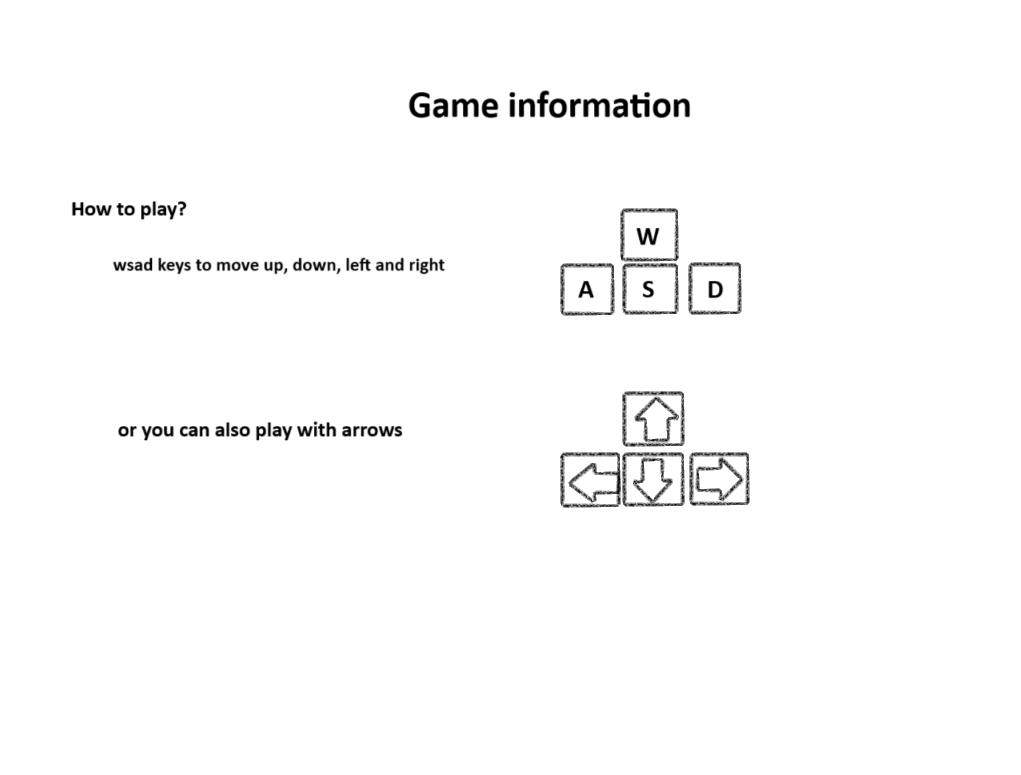 Game information
How to play?
wsad keys to move up, down, left and right
W
A S D
or you can also play with arrows